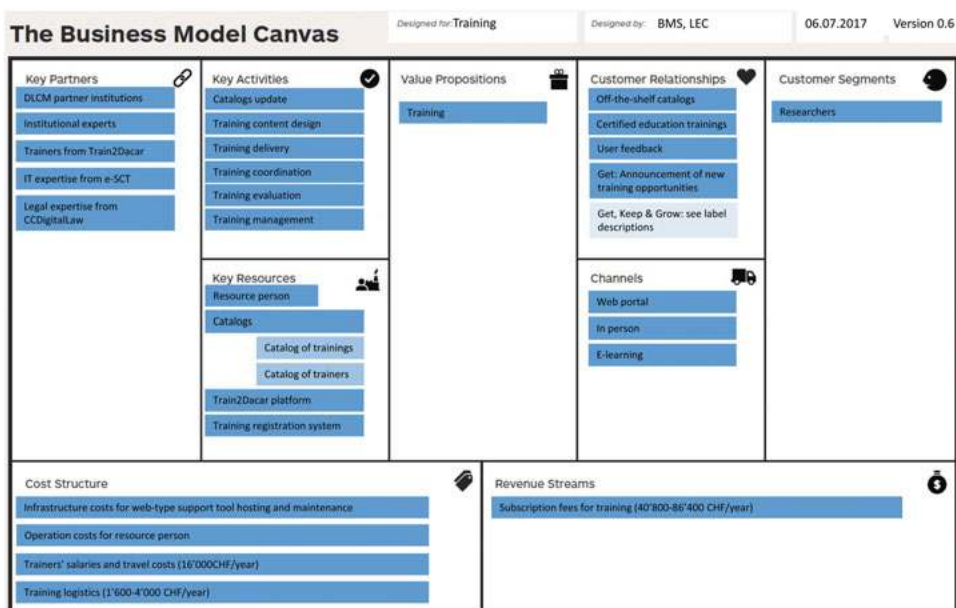 The Business Model Canvas
Designed for: Training
Designed by: BMS, LEC
06.07.2017
Version 0.6
Key Partners
DLCM partner institutions
Institutional experts
Trainers from Train2Dacar
IT expertise from e-SCT
Legal expertise from
CCDigitalLaw
Key Activities
Catalogs update
Training content design
Training delivery
Training coordination
Training evaluation
Training management
Key Resources
Resource person
Catalogs
Catalog of trainings
Catalog of trainers
Train2Dacar platform
Training registration system
Value Propositions
Training
Customer Relationships
Off-the-shelf catalogs
Certified education trainings
User feedback
Get: Announcement of new
training opportunities
Get, Keep & Grow: see label
descriptions
Channels
Web portal
In person
E-learning
Customer Segments
Researchers
Cost Structure
Infrastructure costs for web-type support tool hosting and maintenance
Operation costs for resource person
Trainers' salaries and travel costs (16'000CHF/year)
Training logistics (1'600-4'000 CHF/year)
Revenue Streams
Subscription fees for training (40'800-86'400 CHF/year)